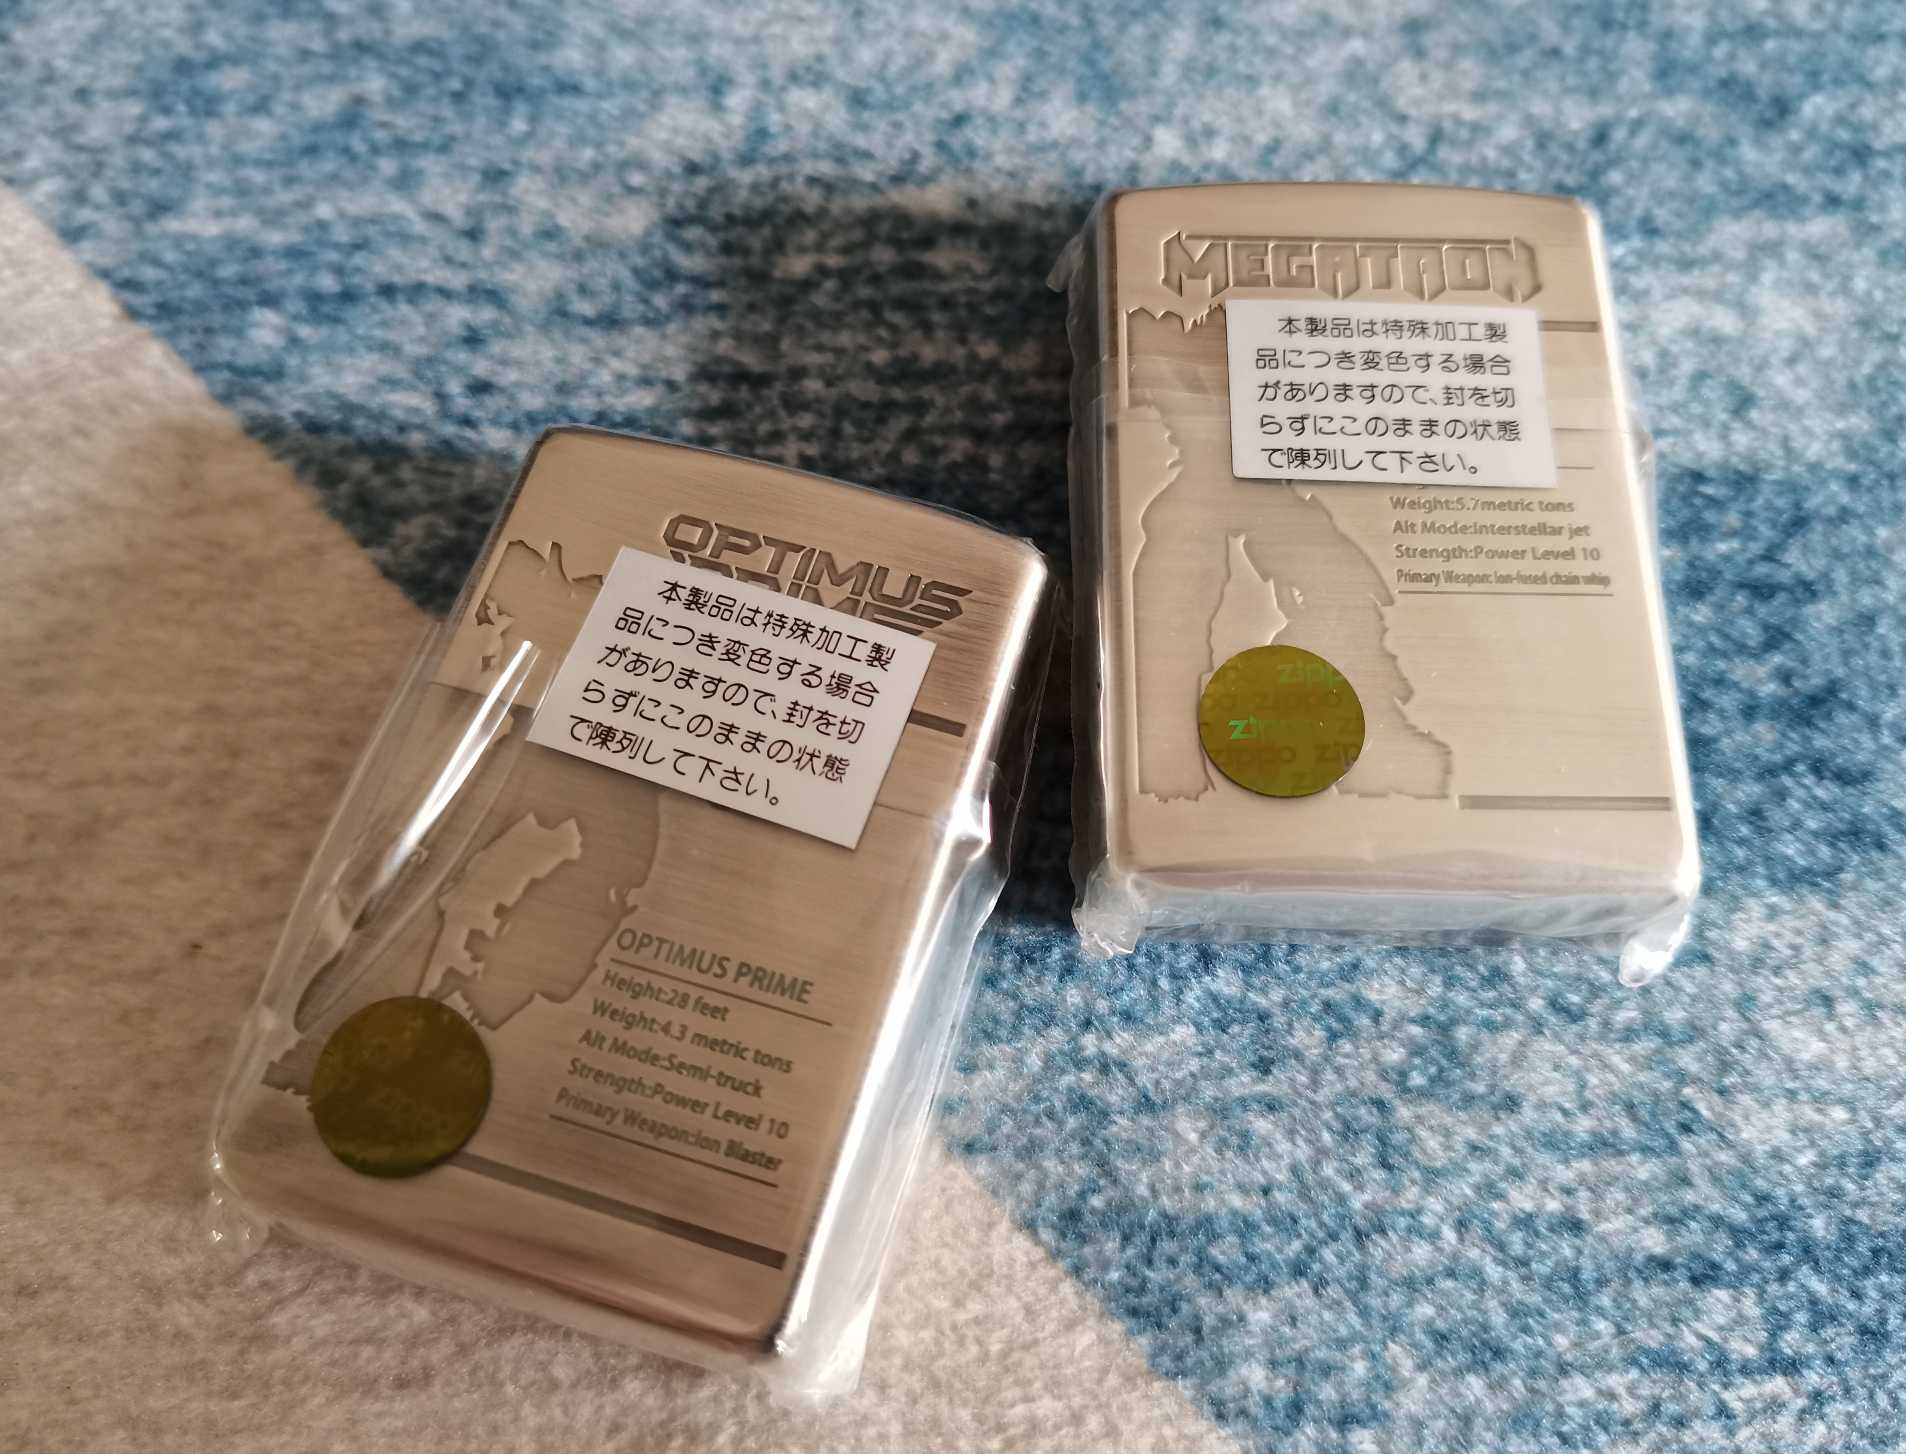 OPTIMUS
PRIME
本製品は特殊加工製
品につき変色する場合
がありますので、封を切
らずにこのままの状態
で陳列して下さい。
OPTIMUS PRIME
Height:28 feet
Weight:4.3 metric tons
Alt Mode:Semi-truck
Strength:Power Level 10
Primary Weapon:Ion Blaster
zippo
MEGATRON
本製品は特殊加工製
品につき変色する場合
がありますので、封を切
らずにこのままの状態
で陳列して下さい。
Weight:5.7metric tons
Alt Mode:Interstellar jet
Strength:Power Level 10
Primary Weapon: Ion-fused chain whip
zippo
zippo
zippo
zippo